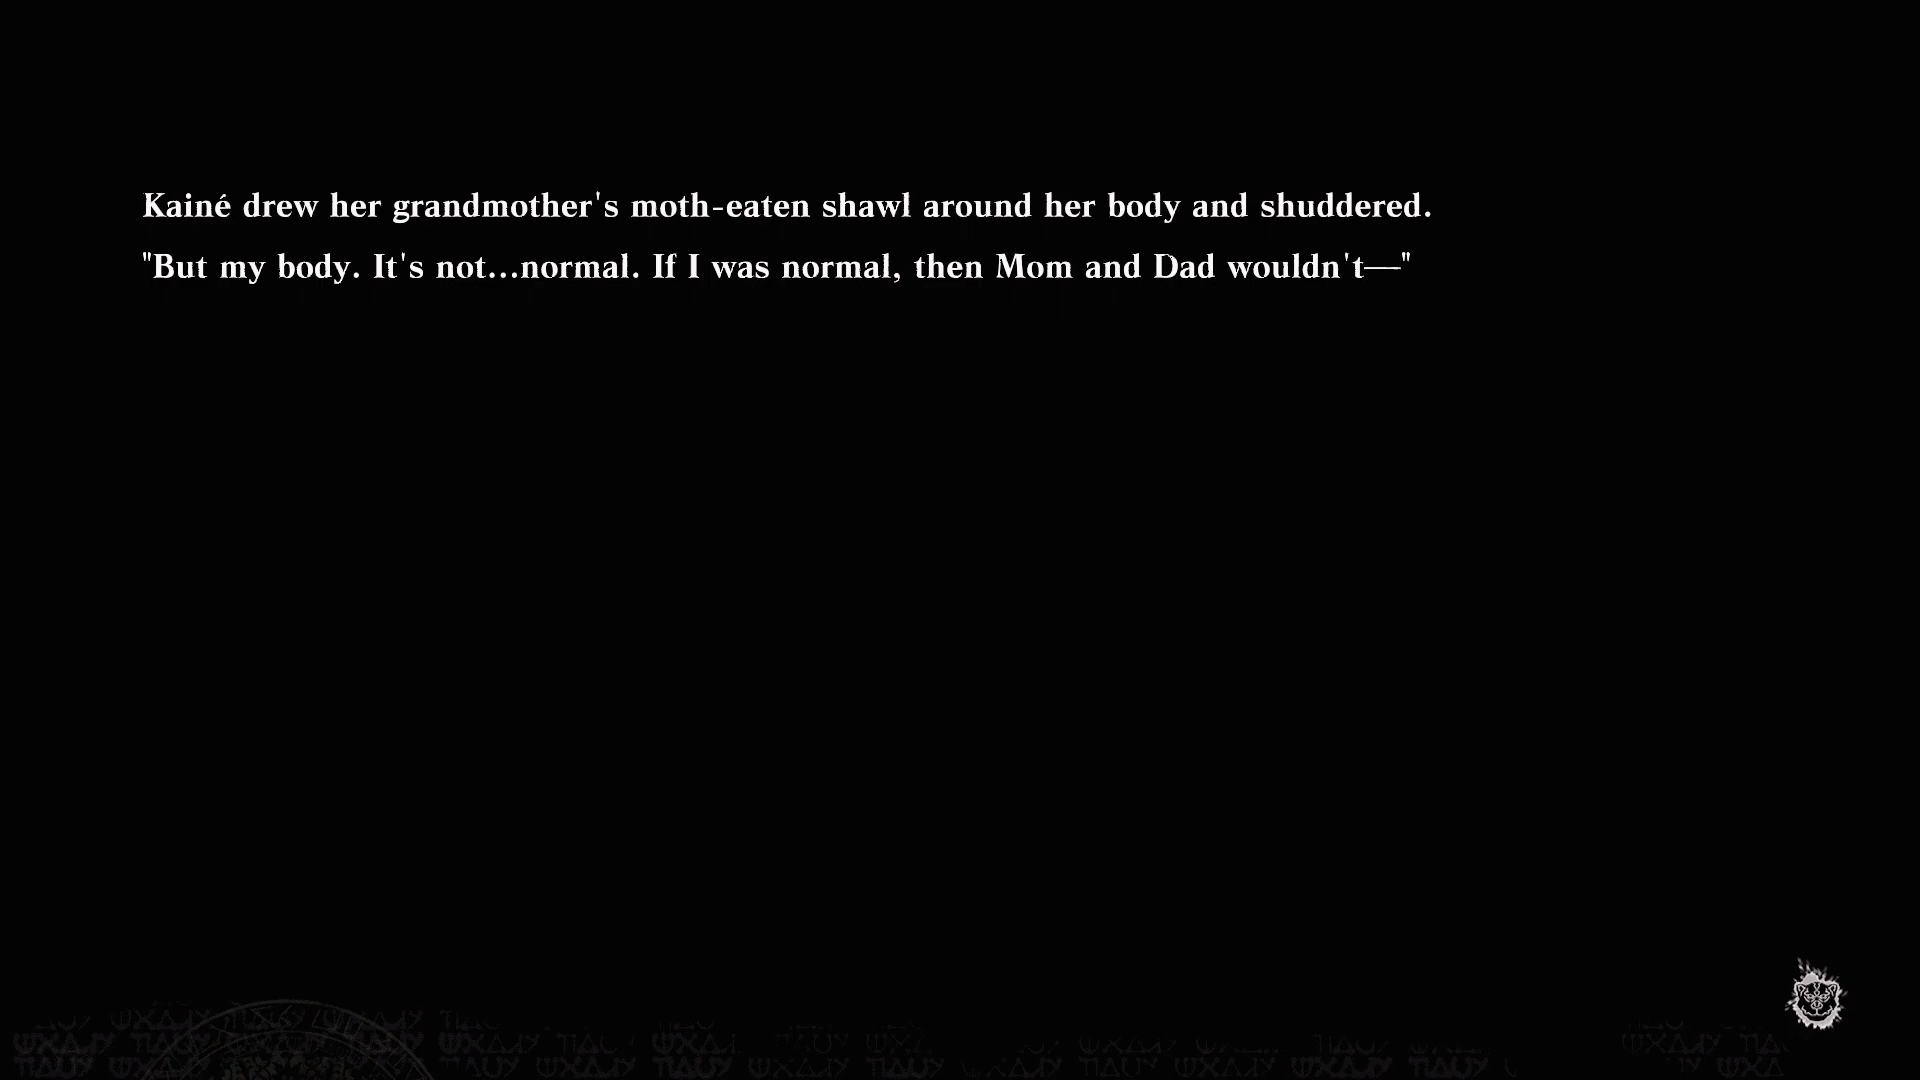 Kainé drew her grandmother's moth-eaten shawl around her body and shuddered.
"But my body. It's not...normal. If I was normal, then Mom and Dad wouldn't—"